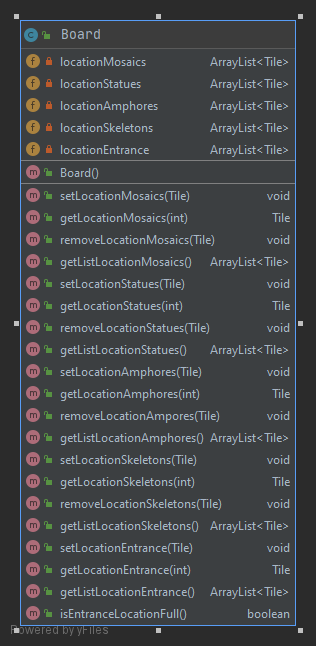 Board
locationMosaics ArrayList<Tile>
locationStatues ArrayList<Tile>
locationAmphores ArrayList<Tile>
locationSkeletons ArrayList<Tile>
locationEntrance ArrayList<Tile>
Board()
setLocationMosaics(Tile) void
getLocationMosaics(int) Tile
removeLocationMosaics(Tile) void
getListLocationMosaics() ArrayList<Tile>
setLocationStatues(Tile) void
getLocationStatues(int) Tile
removeLocationStatues(Tile) void
getListLocationStatues() ArrayList<Tile>
setLocationAmphores(Tile) void
getLocationAmphores(int) Tile
removeLocationAmpores(Tile) void
getListLocationAmphores() ArrayList<Tile>
setLocationSkeletons(Tile) void
getLocationSkeletons(int) Tile
removeLocationSkeletons(Tile) void
getListLocationSkeletons() ArrayList<Tile>
setLocationEntrance(Tile) void
getLocationEntrance(int) Tile
getListLocationEntrance() ArrayList<Tile>
isEntranceLocationFull() boolean
Powered by yFiles